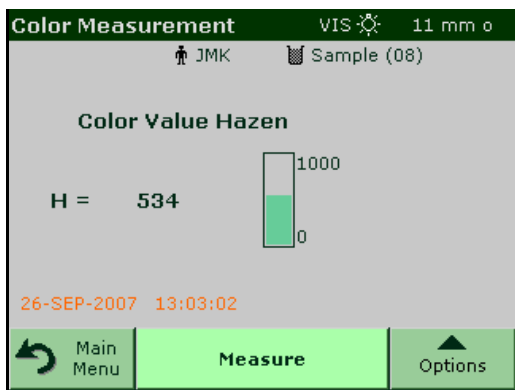 Color Measurement VIS 11 mm o
JMK Sample (08)
Color Value Hazen
1000
H = 534
0
26-SEP-2007 13:03:02
Main Menu Measure Options